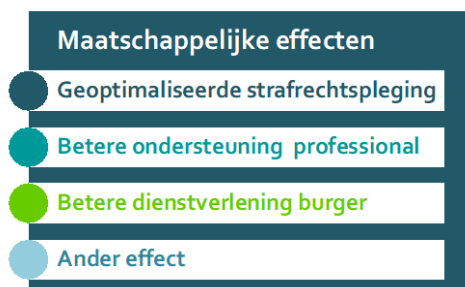 Maatschappelijke effecten
Geoptimaliseerde strafrechtspleging
Betere ondersteuning professional
Betere dienstverlening burger
Ander effect